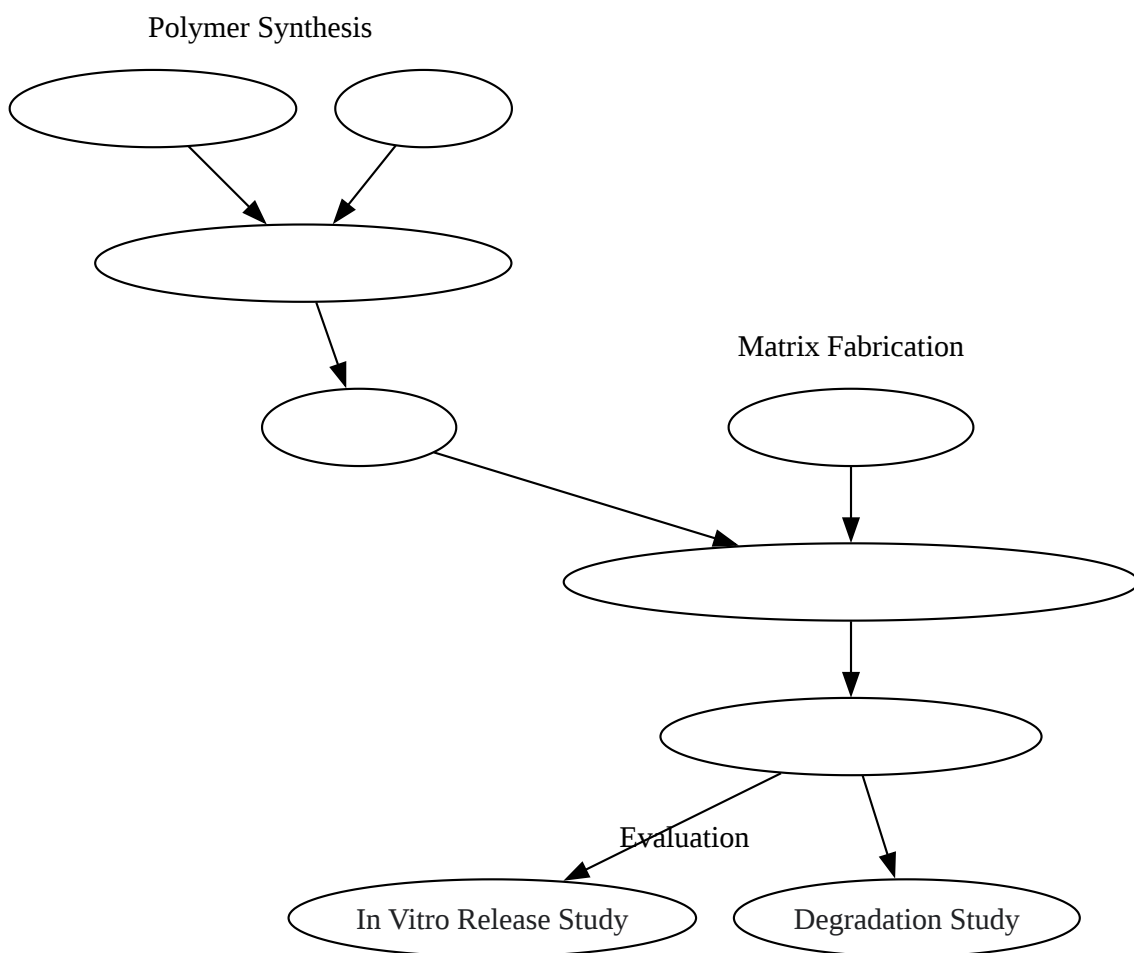 Polymer Synthesis
Matrix Fabrication
Evaluation
In Vitro Release Study
Degradation Study